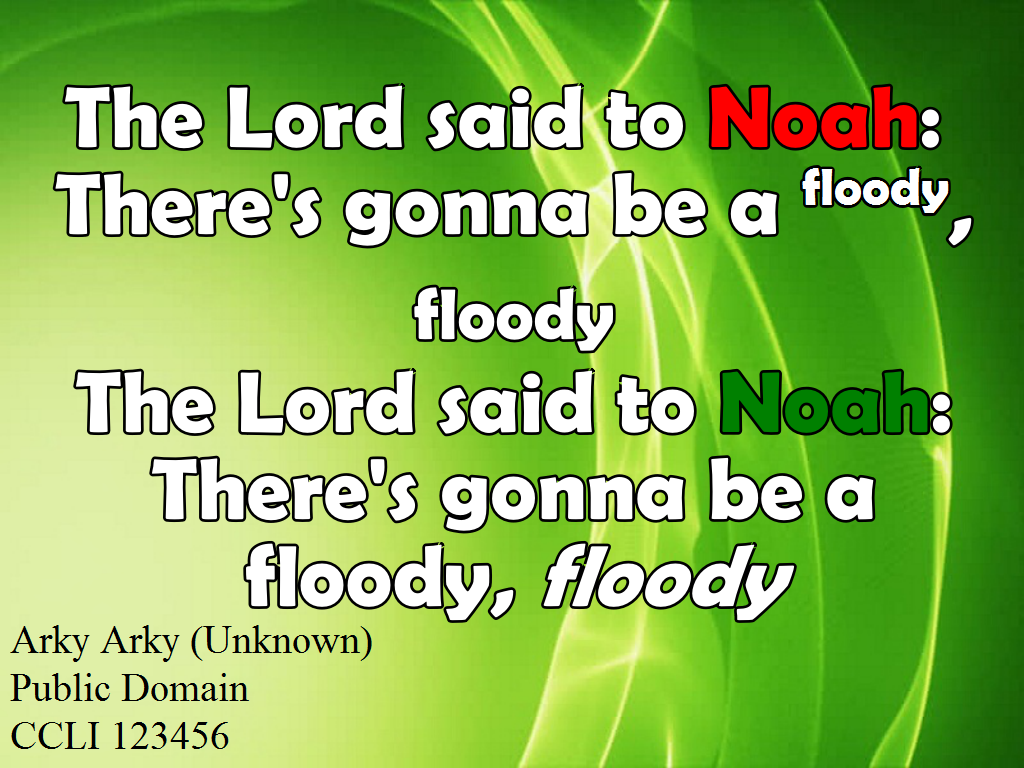 The Lord said to Noah:
There's gonna be a floody,
floody
The Lord said to Noah:
There's gonna be a
floody, floody
Arky Arky (Unknown)
Public Domain
CCLI 123456